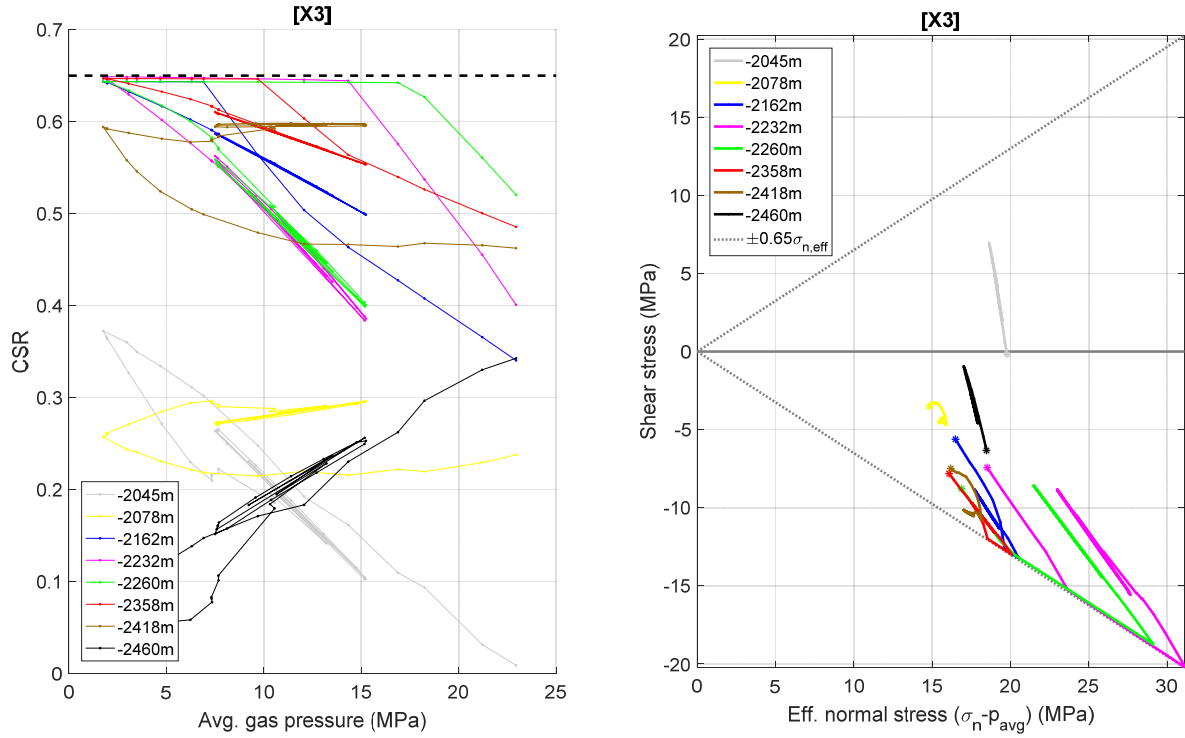 [X3]
CSR
0.7
0.6
0.5
0.4
0.3
0.2
0.1
0
-2045m
-2078m
-2162m
-2232m
-2260m
-2358m
-2418m
-2460m
0 5 10 15 20 25
Avg. gas pressure (MPa)
[X3]
Shear stress (MPa)
20
15
10
5
0
-5
-10
-15
-20
-2045m
-2078m
-2162m
-2232m
-2260m
-2358m
-2418m
-2460m
±0.65σn,eff
0 5 10 15 20 25 30
Eff. normal stress (σn-pavg) (MPa)